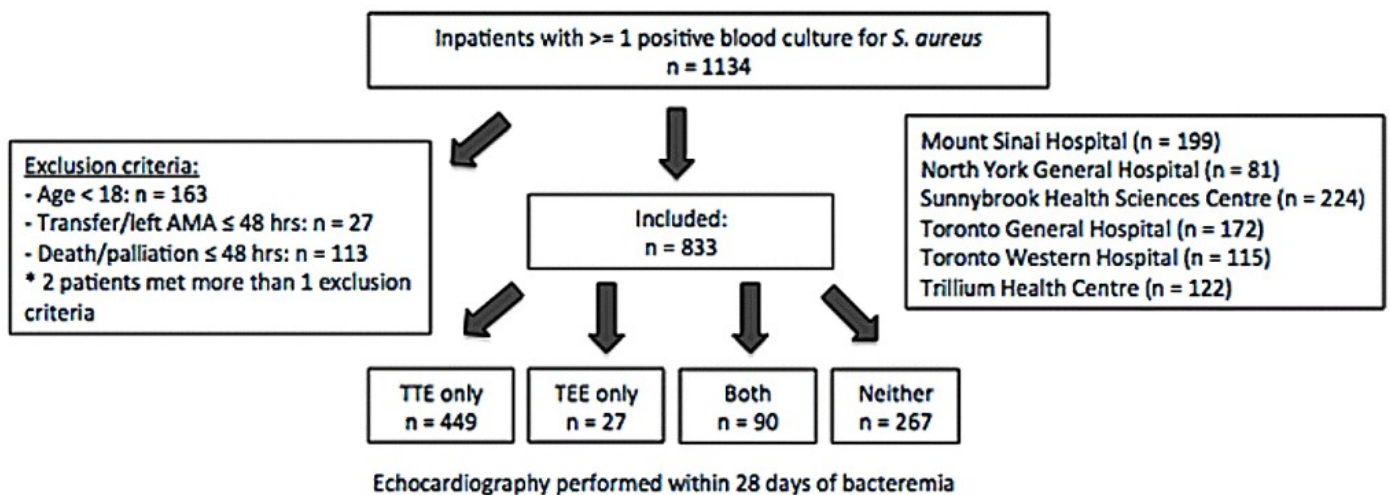 Inpatients with >= 1 positive blood culture for S. aureus
n = 1134
Exclusion criteria:
- Age < 18: n = 163
- Transfer/left AMA ≤ 48 hrs: n = 27
- Death/palliation ≤ 48 hrs: n = 113
* 2 patients met more than 1 exclusion
criteria
Included:
n = 833
Mount Sinai Hospital (n = 199)
North York General Hospital (n = 81)
Sunnybrook Health Sciences Centre (n = 224)
Toronto General Hospital (n = 172)
Toronto Western Hospital (n = 115)
Trillium Health Centre (n = 122)
TTE only
n = 449
TEE only
n = 27
Both
n = 90
Neither
n = 267
Echocardiography performed within 28 days of bacteremia